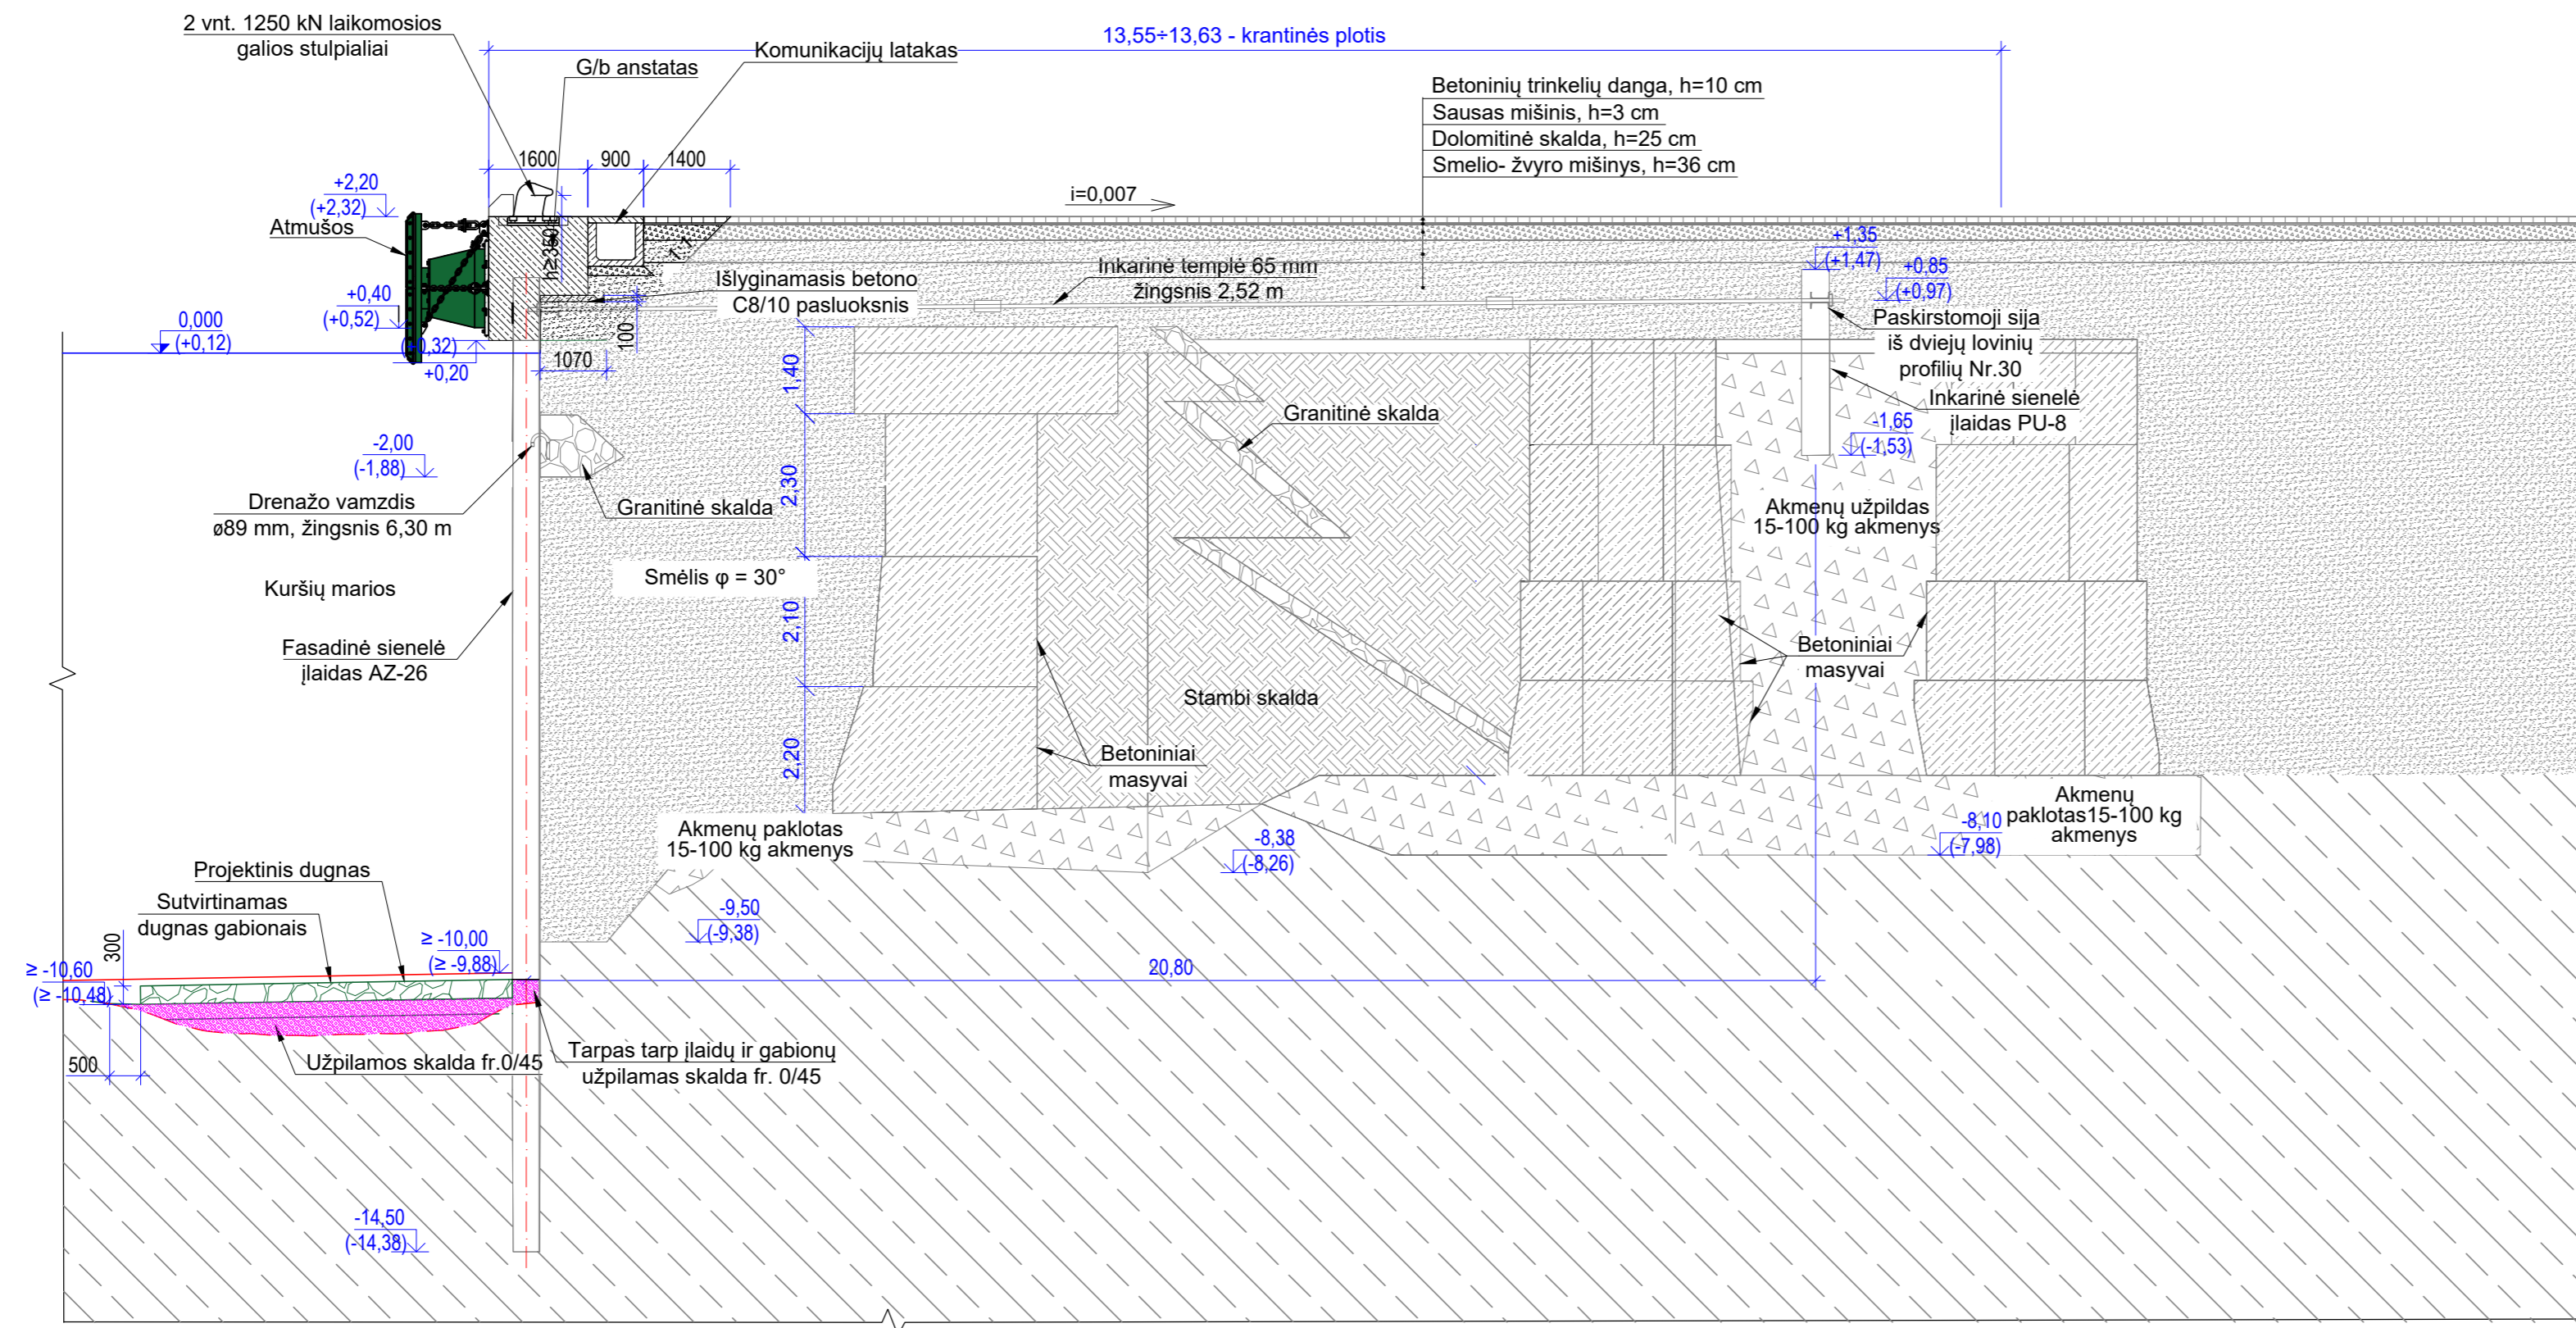 2 vnt. 1250 kN laikomosios
galios stulpialiai
G/b anstatas
Komunikacijų latakas
13,55÷13,63 - krantinės plotis
Betoninių trinkelių danga, h=10 cm
Sausas mišinis, h=3 cm
Dolomitinė skalda, h=25 cm
Smelio- žvyro mišinys, h=36 cm
1600
900
1400
i=0,007
+2,20
(+2,32)
Atmušos
h≥350
+1,35
(+1,47)
+0,85
(+0,97)
Išlyginamasis betono
C8/10 pasluoksnis
Inkarinė templė 65 mm
žingsnis 2,52 m
+0,40
(+0,52)
0,000
(+0,12)
(+0,32)
+0,20
100
1070
1,40
Paskirstomoji sija
iš dviejų lovinių
profilių Nr.30
Inkarinė sienelė
įlaidas PU-8
Granitinė skalda
-1,65
(-1,53)
-2,00
(-1,88)
2,30
Drenažo vamzdis
ø89 mm, žingsnis 6,30 m
Granitinė skalda
Akmenų užpildas
15-100 kg akmenys
Smėlis φ = 30°
Kuršių marios
2,10
Fasadinė sienelė
įlaidas AZ-26
Betoniniai
masyvai
Stambi skalda
2,20
Betoniniai
masyvai
Akmenų
paklotas15-100 kg
akmenys
-8,10
(-7,98)
Akmenų paklotas
15-100 kg akmenys
-8,38
(-8,26)
Projektinis dugnas
Sutvirtinamas
dugnas gabionais
-9,50
(-9,38)
300
≥ -10,00
(≥ -9,88)
≥ -10,60
(≥ -10,48)
20,80
500
Užpilamos skalda fr.0/45
Tarpas tarp įlaidų ir gabionų
užpilamas skalda fr. 0/45
-14,50
(-14,38)